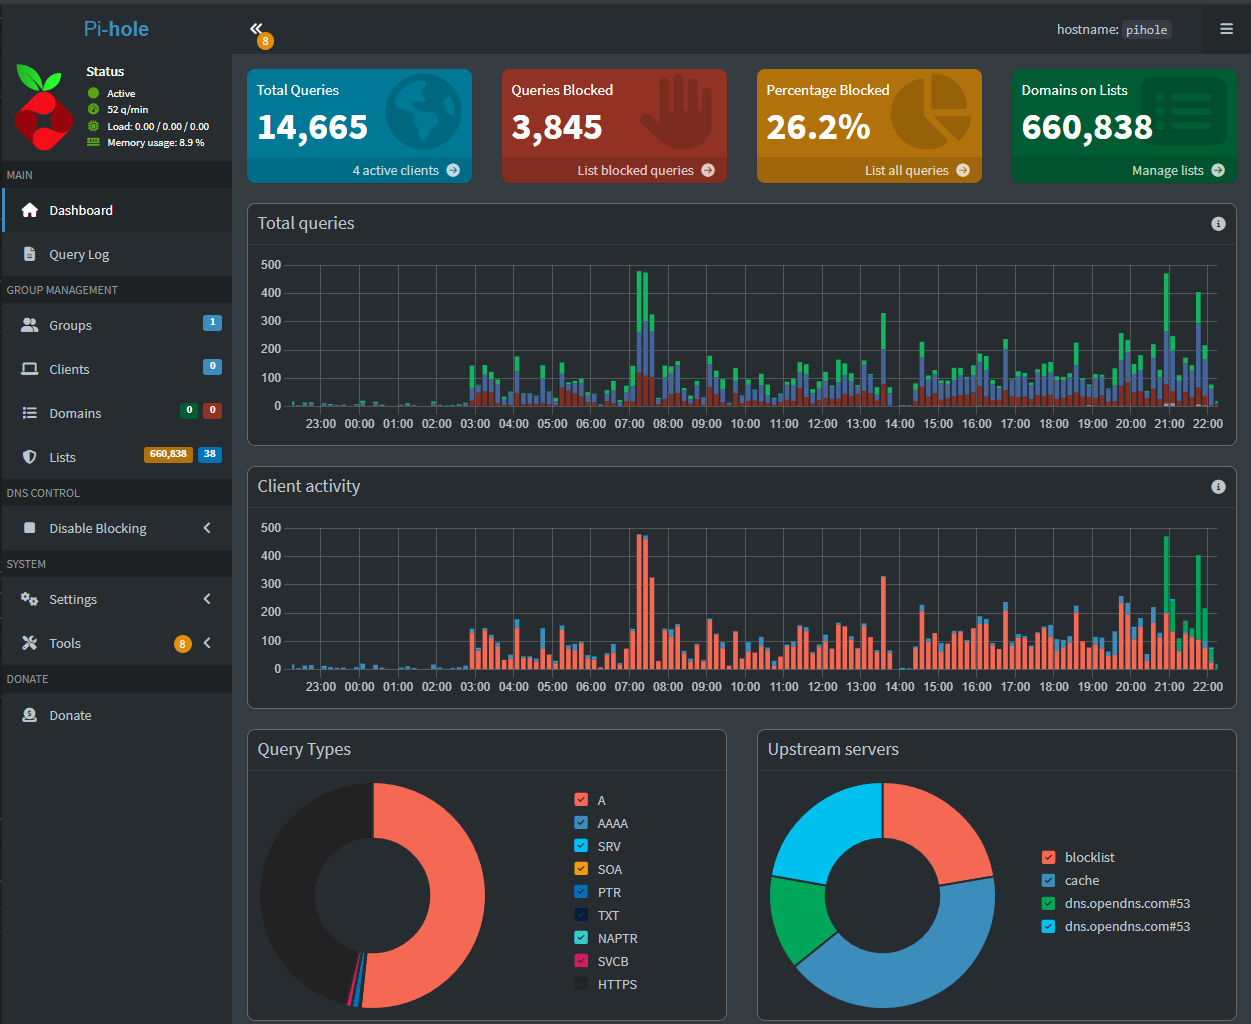 Pi-hole
8
hostname: pihole
Status
Active
52 q/min
Load: 0.00 / 0.00 / 0.00
Memory usage: 8.9 %
MAIN
Dashboard
Query Log
GROUP MANAGEMENT
Groups 1
Clients 0
Domains 0 0
Lists 660,838 38
DNS CONTROL
Disable Blocking
SYSTEM
Settings
Tools 8
DONATE
Donate
Total Queries
14,665
4 active clients
Queries Blocked
3,845
List blocked queries
Percentage Blocked
26.2%
List all queries
Domains on Lists
660,838
Manage lists
Total queries
500
400
300
200
100
0
23:00 00:00 01:00 02:00 03:00 04:00 05:00 06:00 07:00 08:00 09:00 10:00 11:00 12:00 13:00 14:00 15:00 16:00 17:00 18:00 19:00 20:00 21:00 22:00
Client activity
500
400
300
200
100
0
23:00 00:00 01:00 02:00 03:00 04:00 05:00 06:00 07:00 08:00 09:00 10:00 11:00 12:00 13:00 14:00 15:00 16:00 17:00 18:00 19:00 20:00 21:00 22:00
Query Types
A
AAAA
SRV
SOA
PTR
TXT
NAPTR
SVCB
HTTPS
Upstream servers
blocklist
cache
dns.opendns.com#53
dns.opendns.com#53